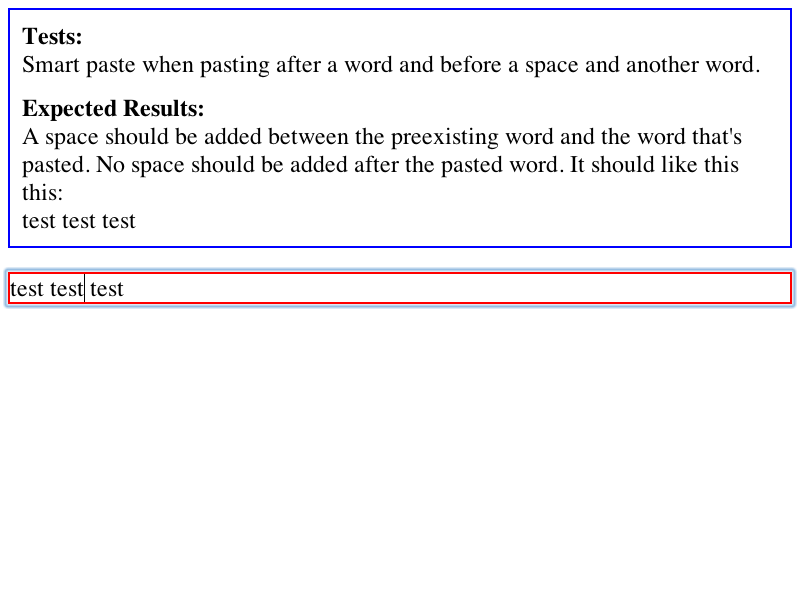 Tests:
Smart paste when pasting after a word and before a space and another word.
Expected Results:
A space should be added between the preexisting word and the word that's
pasted. No space should be added after the pasted word. It should like this
this:
test test test
test test test